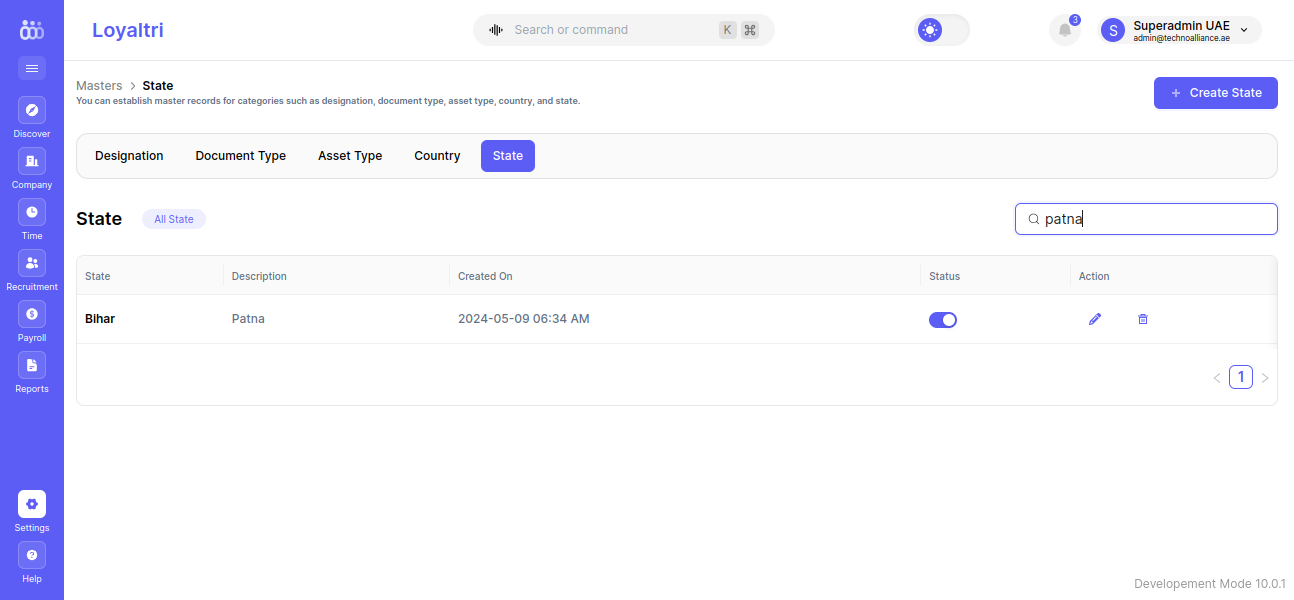 Loyaltri
Search or command
K ⌘
3
S
Superadmin UAE
admin@technoalliance.ae
Discover
Company
Time
Recruitment
Payroll
Reports
Settings
Help
Masters > State
You can establish master records for categories such as designation, document type, asset type, country, and state.
+ Create State
Designation Document Type Asset Type Country State
State All State
patna
State Description Created On Status Action
Bihar Patna 2024-05-09 06:34 AM
< 1 >
Developement Mode 10.0.1